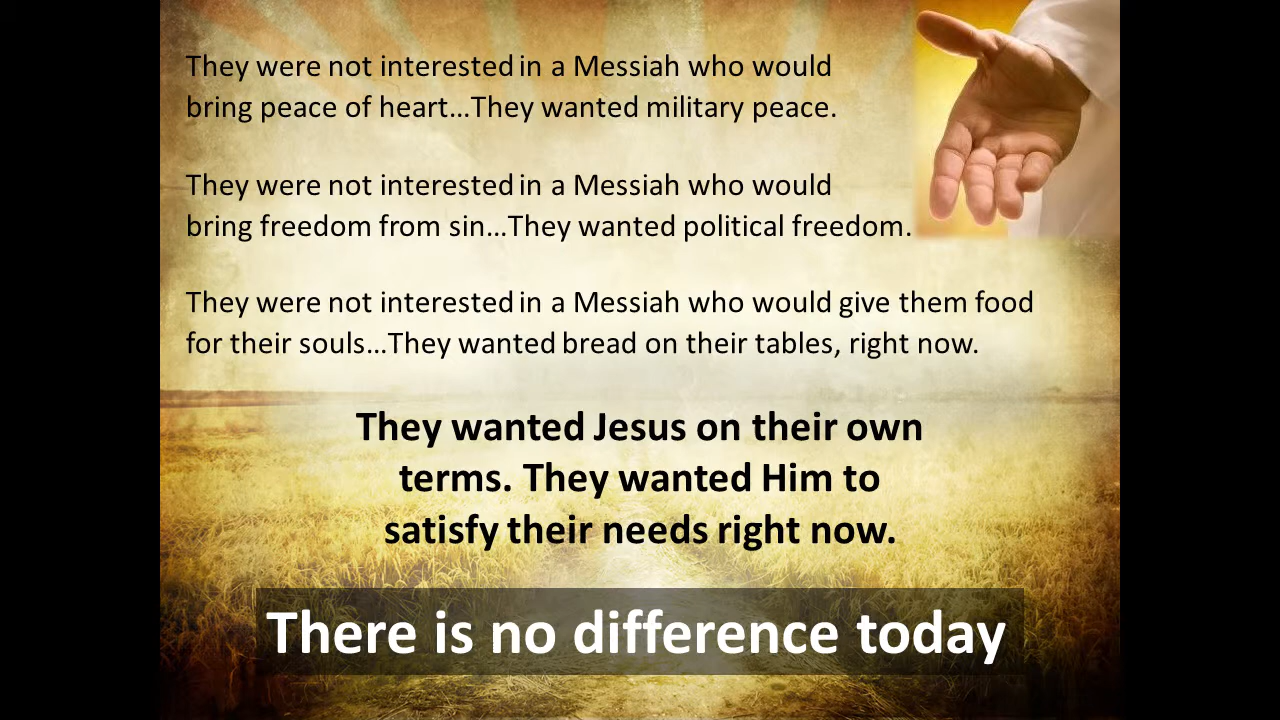 They were not interested in a Messiah who would
bring peace of heart…They wanted military peace.
They were not interested in a Messiah who would
bring freedom from sin…They wanted political freedom.
They were not interested in a Messiah who would give them food
for their souls…They wanted bread on their tables, right now.
They wanted Jesus on their own
terms. They wanted Him to
satisfy their needs right now.
There is no difference today